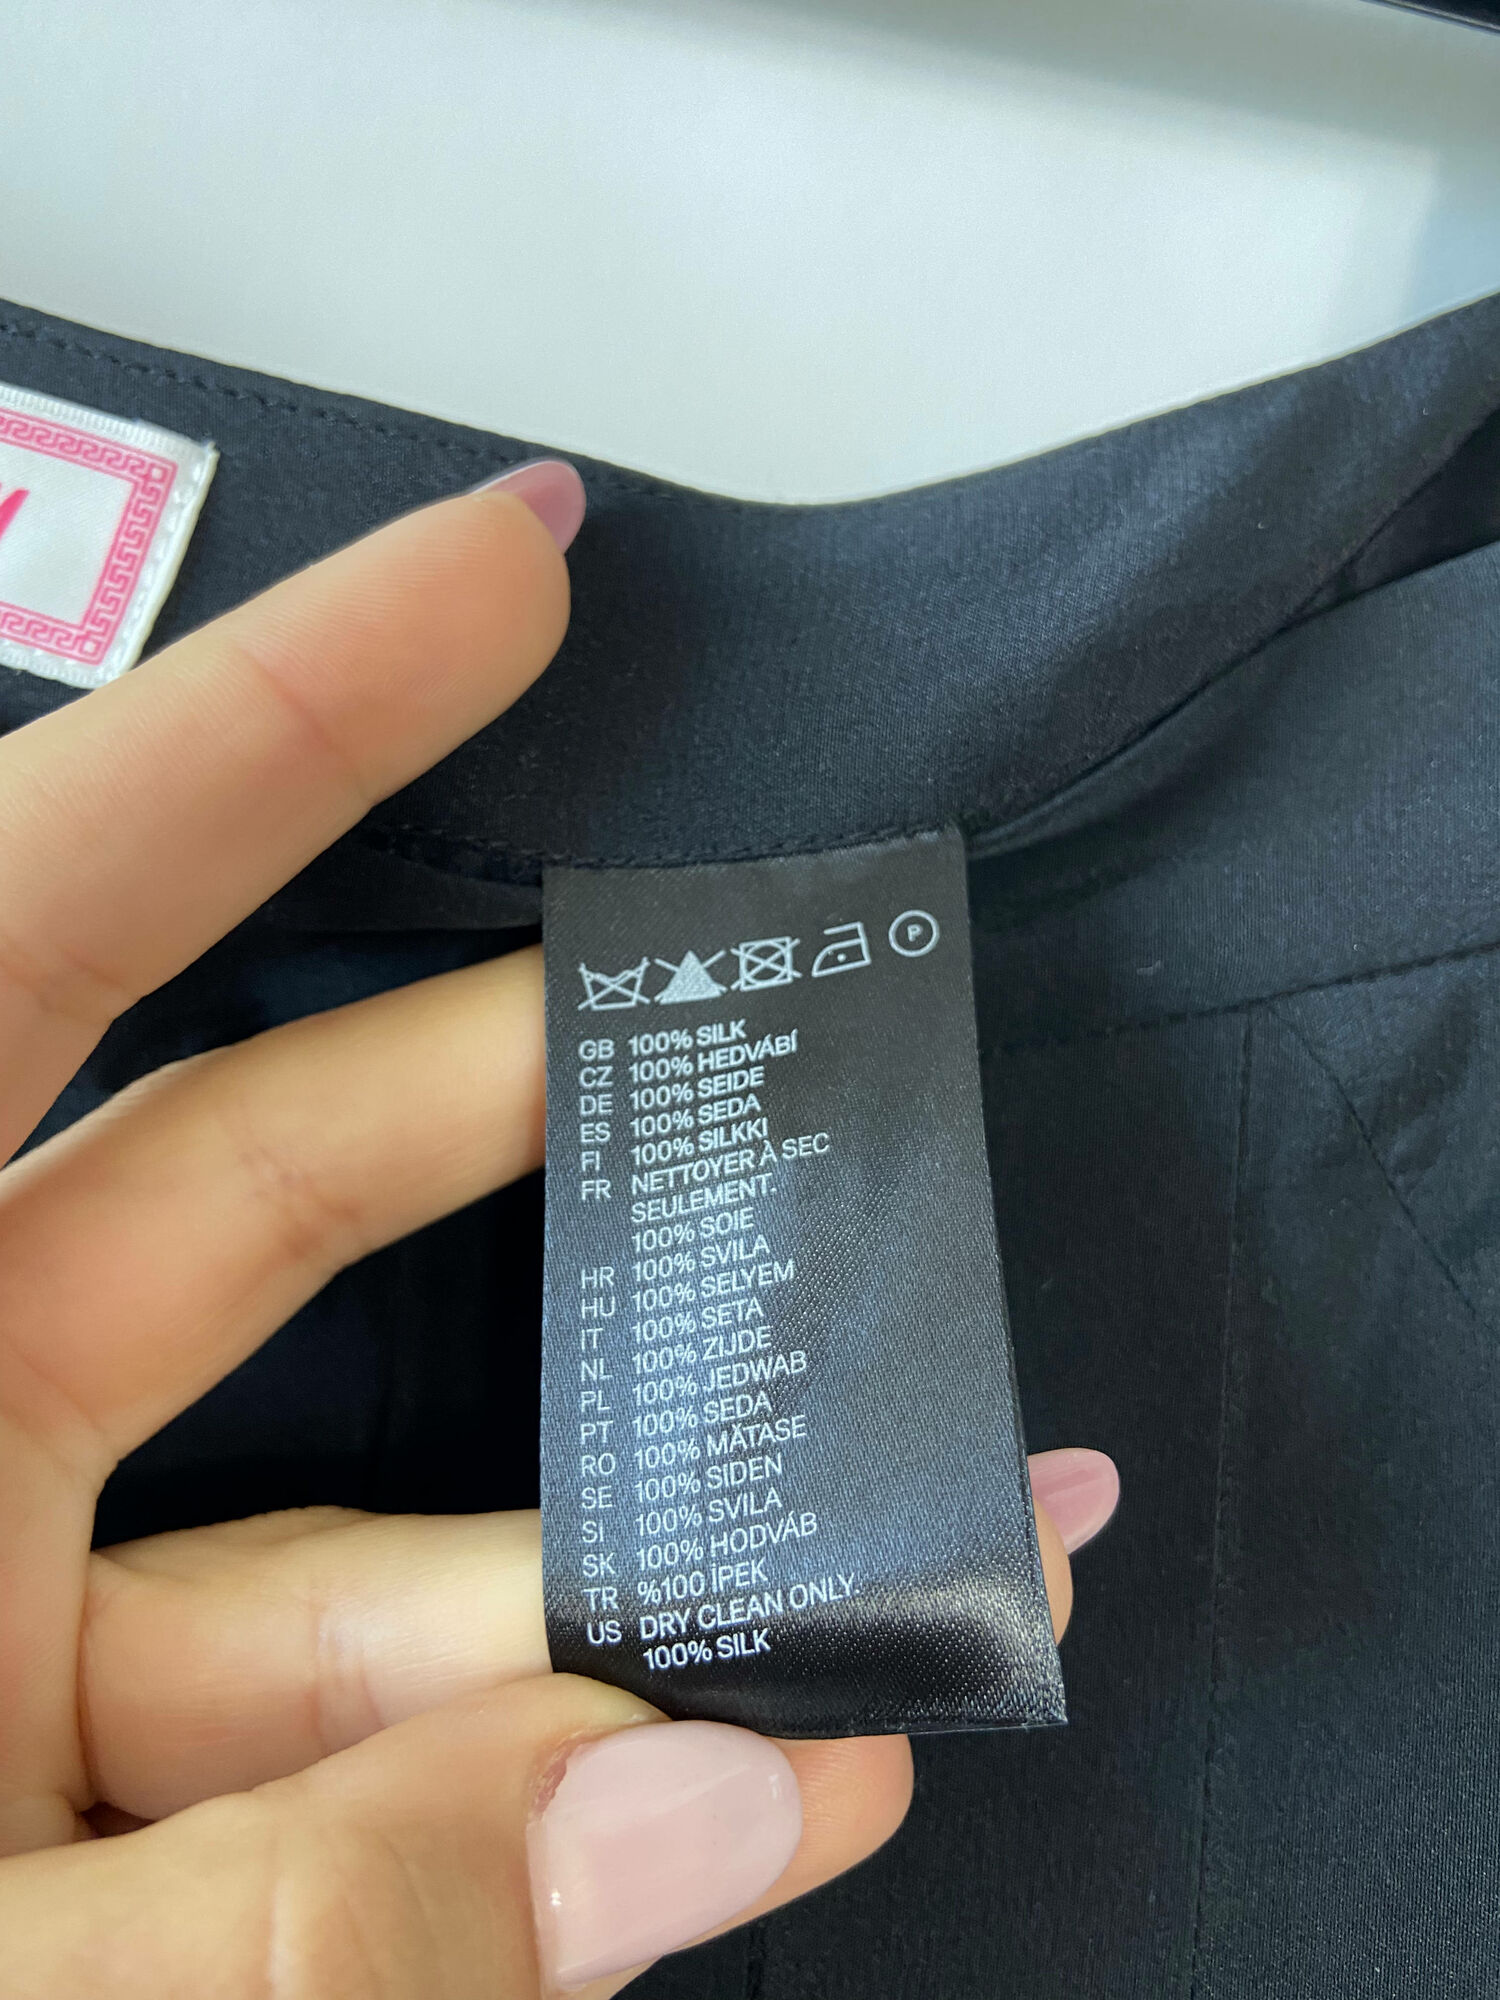 P
GB 100% SILK
CZ 100% HEDVÁBÍ
DE 100% SEIDE
ES 100% SEDA
FI 100% SILKKI
FR NETTOYER À SEC
SEULEMENT.
100% SOIE
HR 100% SVILA
HU 100% SELYEM
IT 100% SETA
NL 100% ZIJDE
PL 100% JEDWAB
PT 100% SEDA
RO 100% MĂTASE
SE 100% SIDEN
SI 100% SVILA
SK 100% HODVÁB
TR %100 İPEK
US DRY CLEAN ONLY.
100% SILK